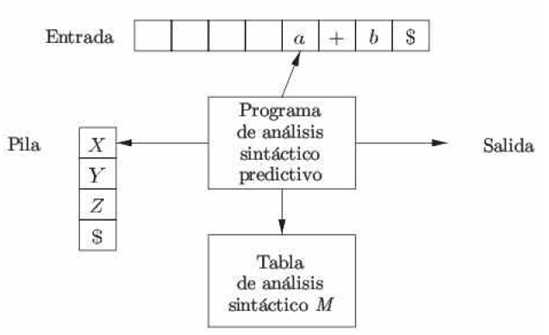 Entrada
a + b $
Programa
de análisis
sintáctico
predictivo
Pila
X
Y
Z
$
Salida
Tabla
de análisis
sintáctico M